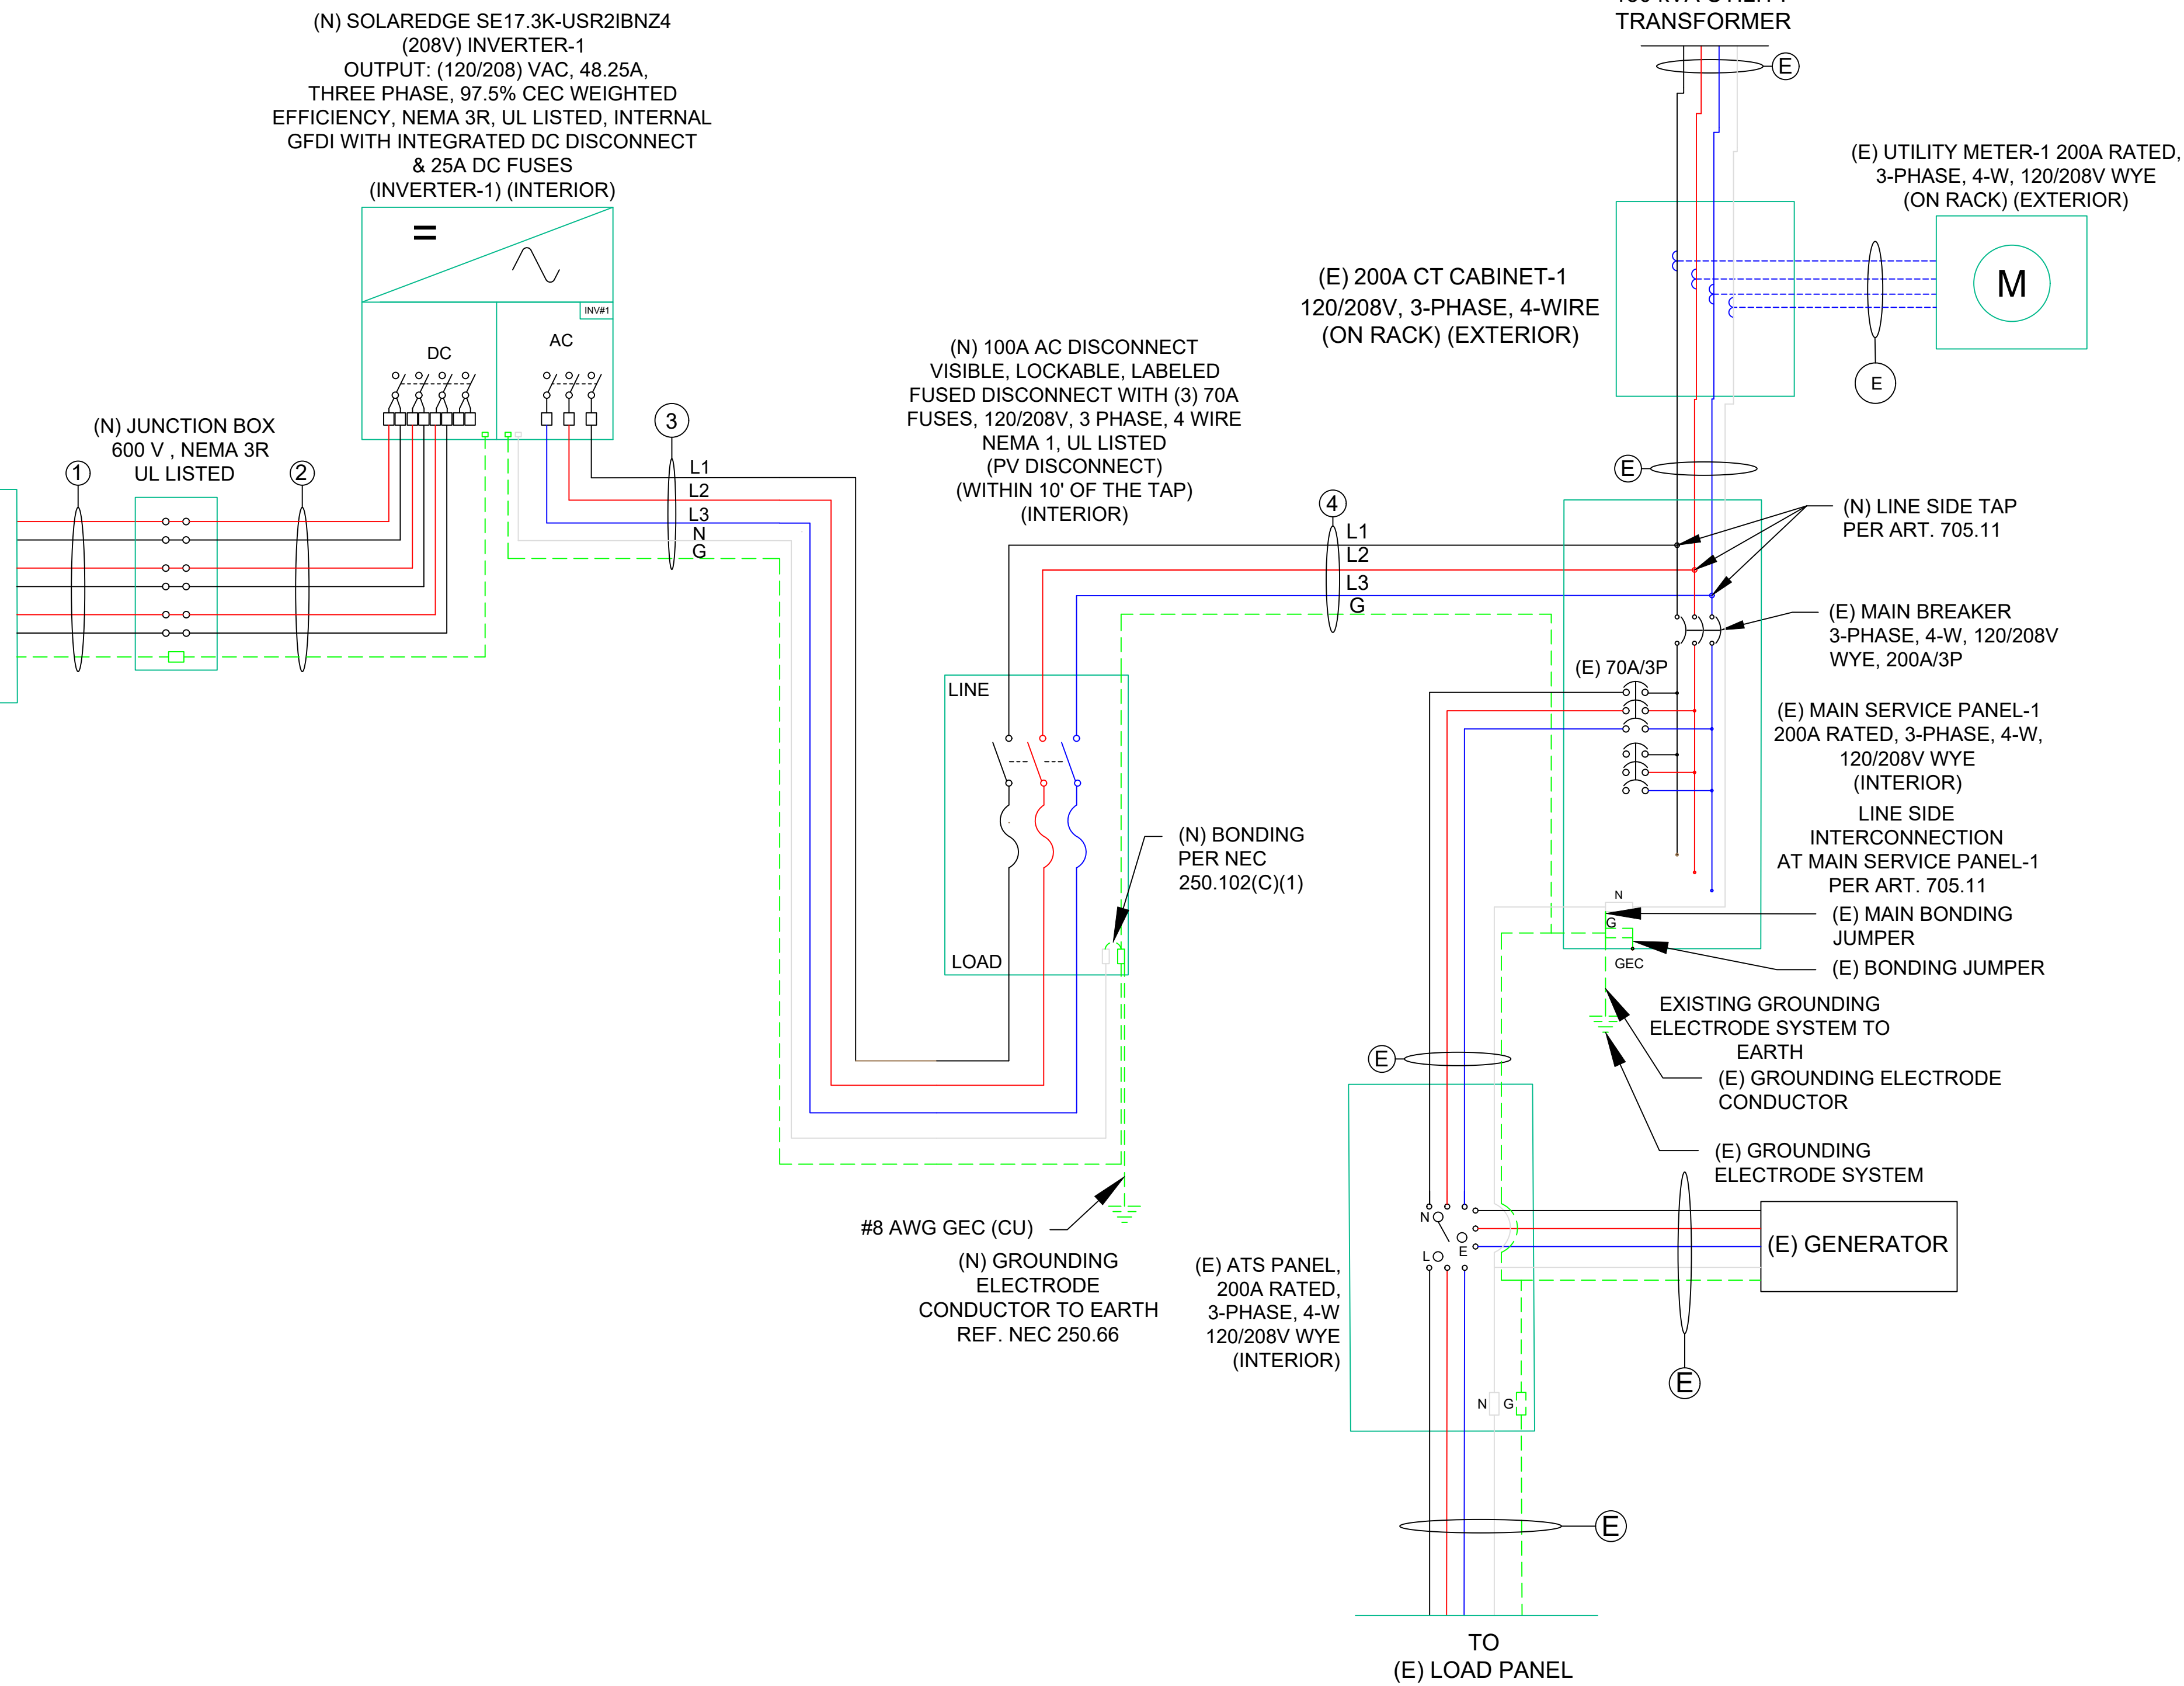 (N) SOLAREDGE SE17.3K-USR2IBNZ4
(208V) INVERTER-1
OUTPUT: (120/208) VAC, 48.25A,
THREE PHASE, 97.5% CEC WEIGHTED
EFFICIENCY, NEMA 3R, UL LISTED, INTERNAL
GFDI WITH INTEGRATED DC DISCONNECT
& 25A DC FUSES
(INVERTER-1) (INTERIOR)
INV#1
DC
AC
(N) JUNCTION BOX
600 V , NEMA 3R
UL LISTED
1
2
3
L1
L2
L3
N
G
(N) 100A AC DISCONNECT
VISIBLE, LOCKABLE, LABELED
FUSED DISCONNECT WITH (3) 70A
FUSES, 120/208V, 3 PHASE, 4 WIRE
NEMA 1, UL LISTED
(PV DISCONNECT)
(WITHIN 10' OF THE TAP)
(INTERIOR)
4
L1
L2
L3
G
LINE
LOAD
(N) BONDING
PER NEC
250.102(C)(1)
#8 AWG GEC (CU)
(N) GROUNDING
ELECTRODE
CONDUCTOR TO EARTH
REF. NEC 250.66
TRANSFORMER
E
(E) UTILITY METER-1 200A RATED,
3-PHASE, 4-W, 120/208V WYE
(ON RACK) (EXTERIOR)
M
E
(E) 200A CT CABINET-1
120/208V, 3-PHASE, 4-WIRE
(ON RACK) (EXTERIOR)
E
(N) LINE SIDE TAP
PER ART. 705.11
(E) MAIN BREAKER
3-PHASE, 4-W, 120/208V
WYE, 200A/3P
(E) 70A/3P
(E) MAIN SERVICE PANEL-1
200A RATED, 3-PHASE, 4-W,
120/208V WYE
(INTERIOR)
LINE SIDE
INTERCONNECTION
AT MAIN SERVICE PANEL-1
PER ART. 705.11
N
G
GEC
(E) MAIN BONDING
JUMPER
(E) BONDING JUMPER
EXISTING GROUNDING
ELECTRODE SYSTEM TO
EARTH
(E) GROUNDING ELECTRODE
CONDUCTOR
(E) GROUNDING
ELECTRODE SYSTEM
E
N
L
E
(E) GENERATOR
(E) ATS PANEL,
200A RATED,
3-PHASE, 4-W
120/208V WYE
(INTERIOR)
E
N
G
E
TO
(E) LOAD PANEL